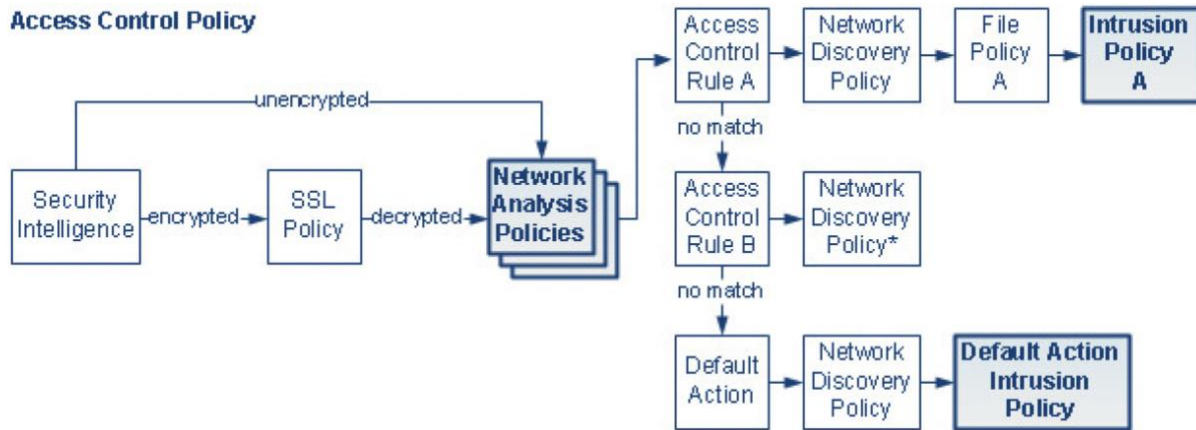 Access Control Policy
unencrypted
Security
Intelligence
encrypted
SSL
Policy
decrypted
Network
Analysis
Policies
Access
Control
Rule A
Network
Discovery
Policy
File
Policy
A
Intrusion
Policy
A
no match
Access
Control
Rule B
Network
Discovery
Policy*
no match
Default
Action
Network
Discovery
Policy
Default Action
Intrusion
Policy